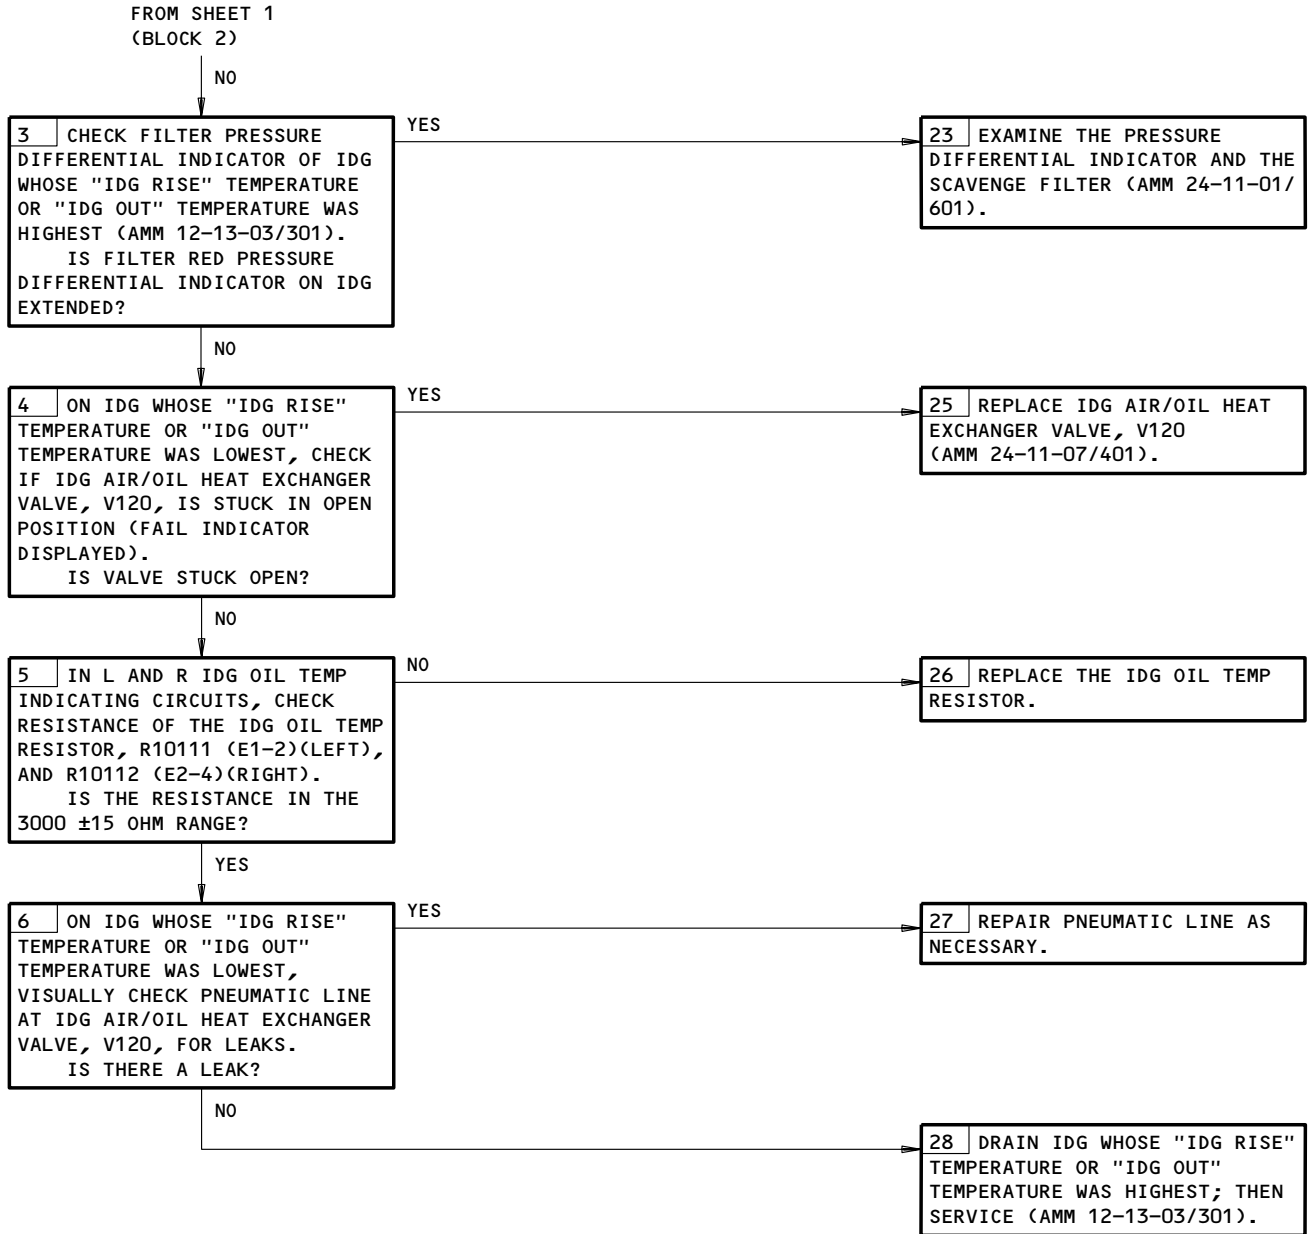 FROM SHEET 1
(BLOCK 2)
NO
3 CHECK FILTER PRESSURE
DIFFERENTIAL INDICATOR OF IDG
WHOSE "IDG RISE" TEMPERATURE
OR "IDG OUT" TEMPERATURE WAS
HIGHEST (AMM 12-13-03/301).
IS FILTER RED PRESSURE
DIFFERENTIAL INDICATOR ON IDG
EXTENDED?
YES
23 EXAMINE THE PRESSURE
DIFFERENTIAL INDICATOR AND THE
SCAVENGE FILTER (AMM 24-11-01/
601).
NO
4 ON IDG WHOSE "IDG RISE"
TEMPERATURE OR "IDG OUT"
TEMPERATURE WAS LOWEST, CHECK
IF IDG AIR/OIL HEAT EXCHANGER
VALVE, V120, IS STUCK IN OPEN
POSITION (FAIL INDICATOR
DISPLAYED).
IS VALVE STUCK OPEN?
YES
25 REPLACE IDG AIR/OIL HEAT
EXCHANGER VALVE, V120
(AMM 24-11-07/401).
NO
5 IN L AND R IDG OIL TEMP
INDICATING CIRCUITS, CHECK
RESISTANCE OF THE IDG OIL TEMP
RESISTOR, R10111 (E1-2)(LEFT),
AND R10112 (E2-4)(RIGHT).
IS THE RESISTANCE IN THE
3000 ±15 OHM RANGE?
NO
26 REPLACE THE IDG OIL TEMP
RESISTOR.
YES
6 ON IDG WHOSE "IDG RISE"
TEMPERATURE OR "IDG OUT"
TEMPERATURE WAS LOWEST,
VISUALLY CHECK PNEUMATIC LINE
AT IDG AIR/OIL HEAT EXCHANGER
VALVE, V120, FOR LEAKS.
IS THERE A LEAK?
YES
27 REPAIR PNEUMATIC LINE AS
NECESSARY.
NO
28 DRAIN IDG WHOSE "IDG RISE"
TEMPERATURE OR "IDG OUT"
TEMPERATURE WAS HIGHEST; THEN
SERVICE (AMM 12-13-03/301).